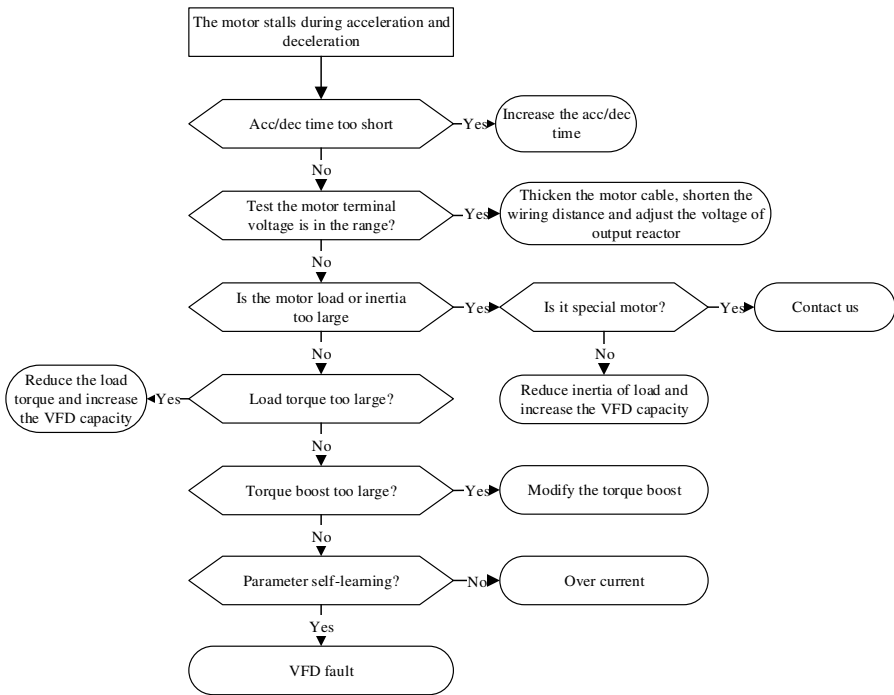 The motor stalls during acceleration and
deceleration
Acc/dec time too short
Yes
Increase the acc/dec
time
No
Test the motor terminal
voltage is in the range?
Yes
Thicken the motor cable, shorten the
wiring distance and adjust the voltage of
output reactor
No
Is the motor load or inertia
too large
Yes
Is it special motor?
Yes
Contact us
No
No
Reduce the load
torque and increase
the VFD capacity
Yes
Load torque too large?
Reduce inertia of load and
increase the VFD capacity
No
Torque boost too large?
Yes
Modify the torque boost
No
Parameter self-learning?
No
Over current
Yes
VFD fault